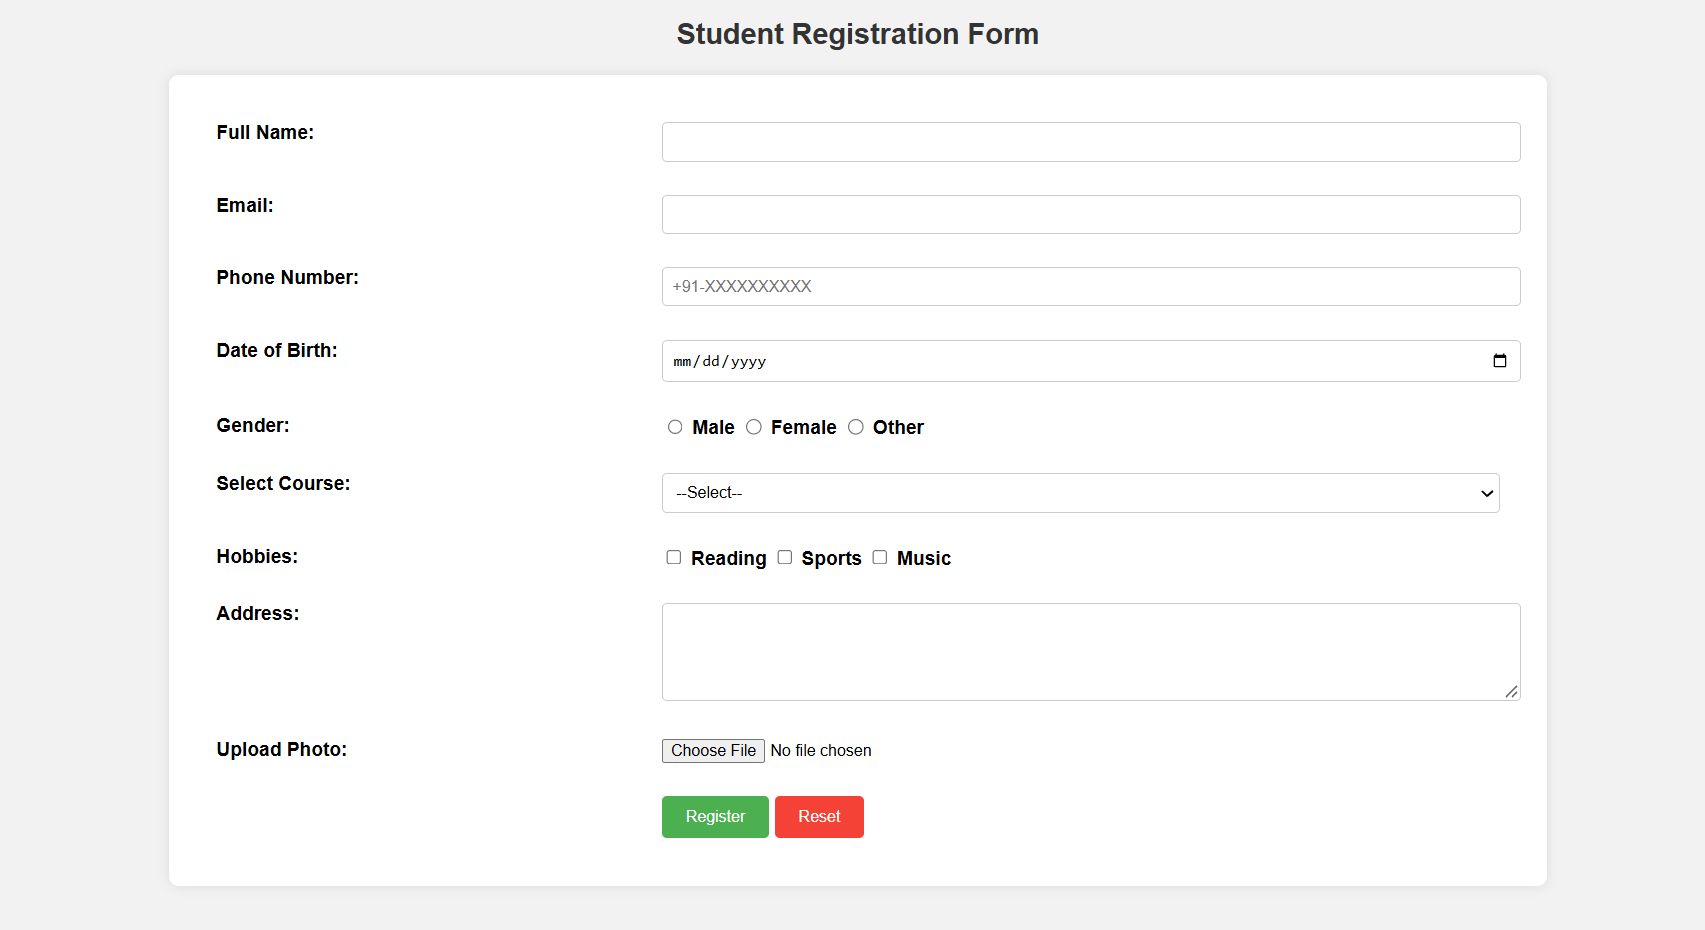 Student Registration Form
Full Name:
Email:
Phone Number: +91-XXXXXXXXXX
Date of Birth: mm/dd/yyyy
Gender: Male Female Other
Select Course: --Select--
Hobbies: Reading Sports Music
Address:
Upload Photo: Choose File No file chosen
Register Reset